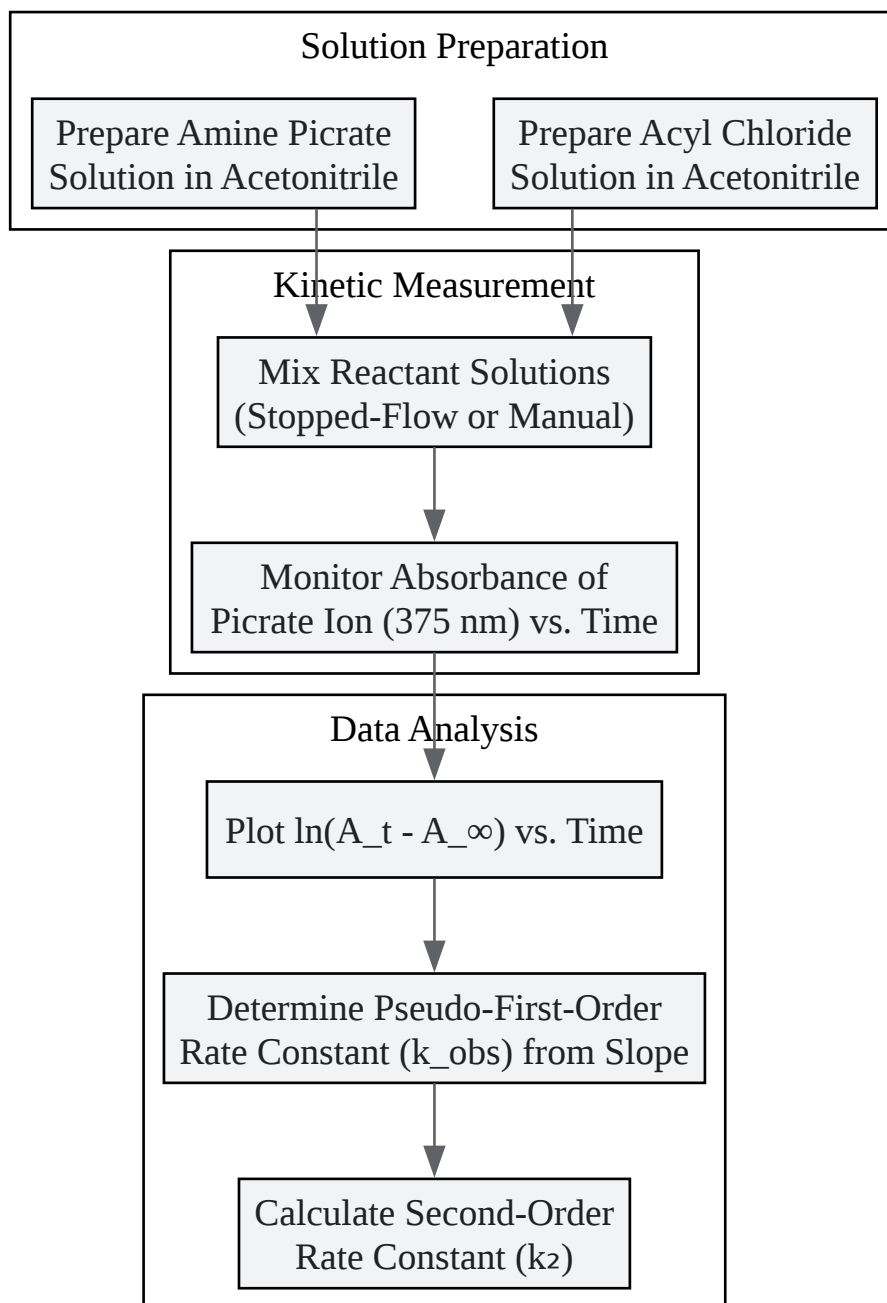 Solution Preparation
Prepare Amine Picrate
Solution in Acetonitrile
Prepare Acyl Chloride
Solution in Acetonitrile
Kinetic Measurement
Mix Reactant Solutions
(Stopped-Flow or Manual)
Monitor Absorbance of
Picrate Ion (375 nm) vs. Time
Data Analysis
Plot ln(A_t - A_∞) vs. Time
Determine Pseudo-First-Order
Rate Constant (k_obs) from Slope
Calculate Second-Order
Rate Constant (k₂)